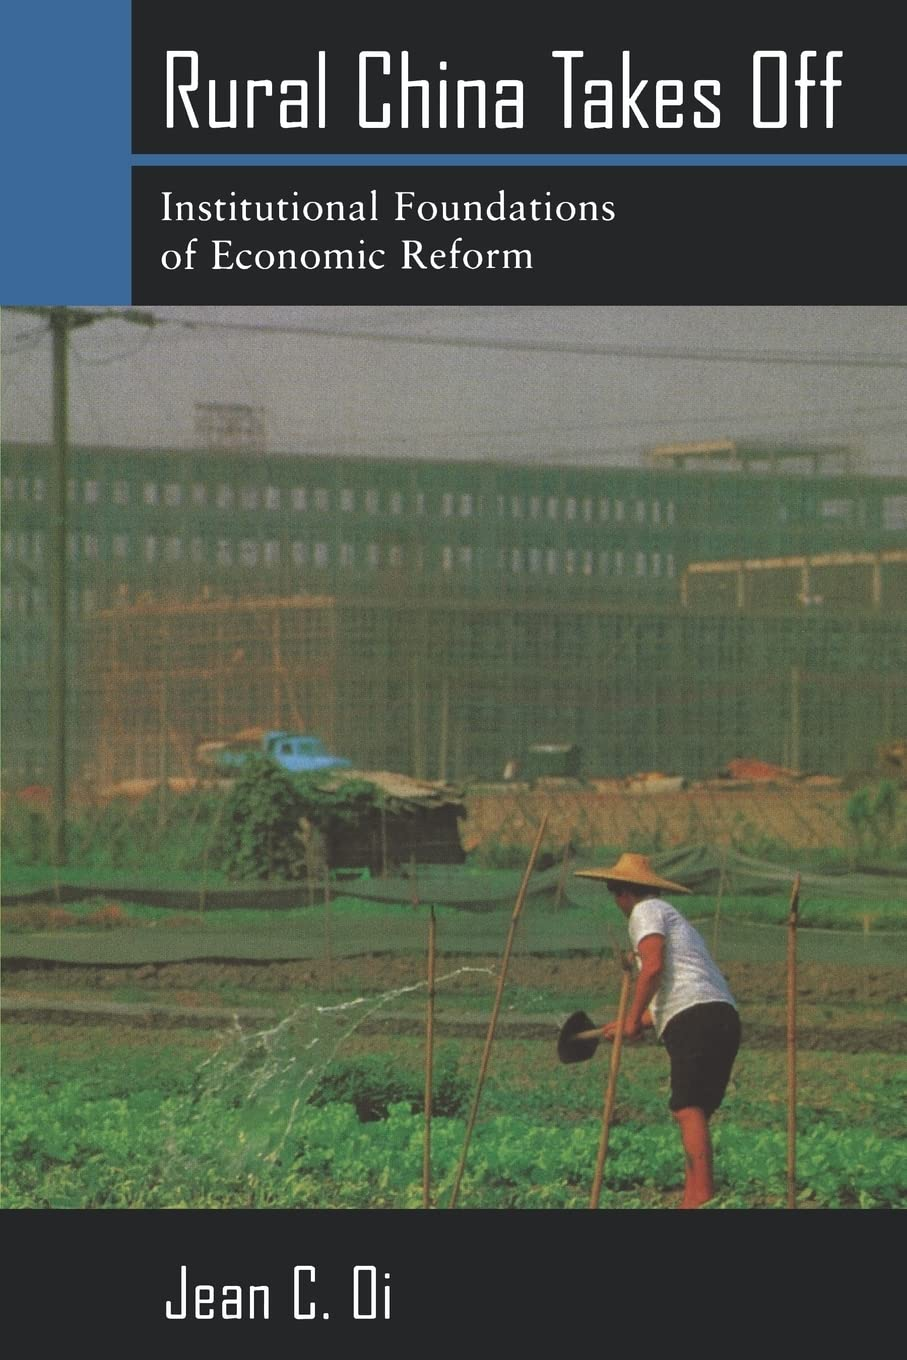 Rural China Takes Off
Institutional Foundations
of Economic Reform
Jean C. Oi